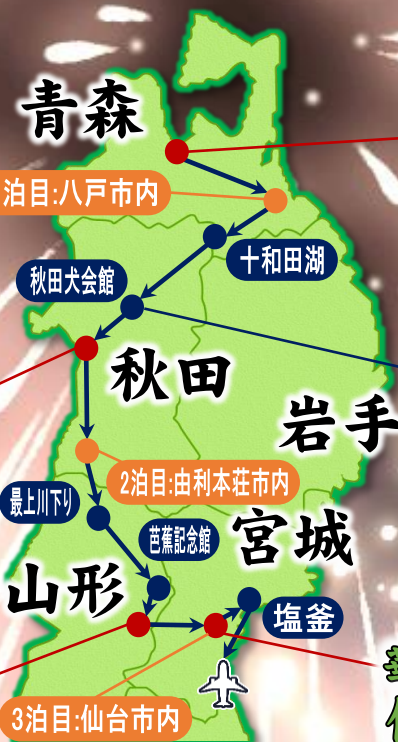 青森
泊目:八戸市内
十和田湖
秋田犬会館
秋田
岩手
2泊目:由利本荘市内
最上川下り
芭蕉記念館
宮城
山形
塩釜
3泊目:仙台市内